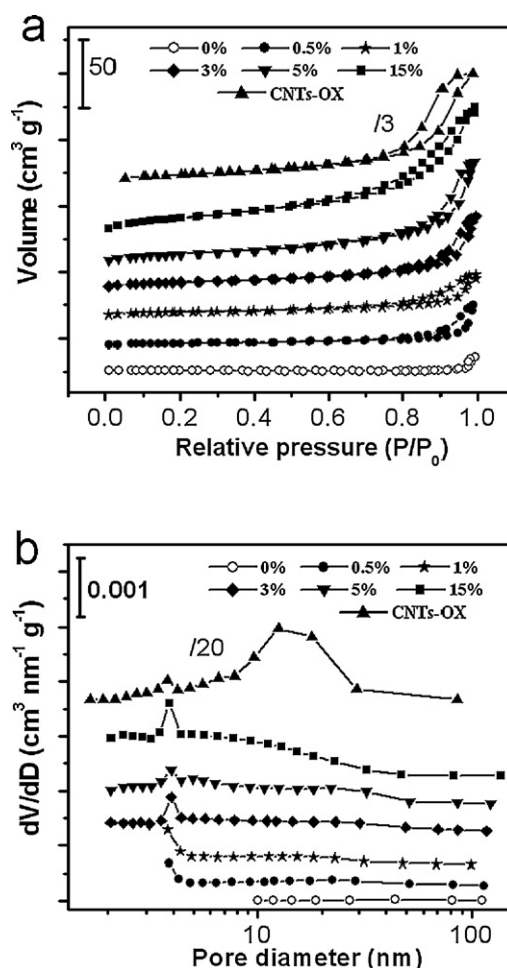 a
50
0% 0.5% 1%
3% 5% 15%
CNTs-OX
/3
Volume (cm³ g⁻¹)
0.0 0.2 0.4 0.6 0.8 1.0
Relative pressure (P/P₀)
b
0.001
0% 0.5% 1%
3% 5% 15%
CNTs-OX
/20
dV/dD (cm³ nm⁻¹ g⁻¹)
10 100
Pore diameter (nm)